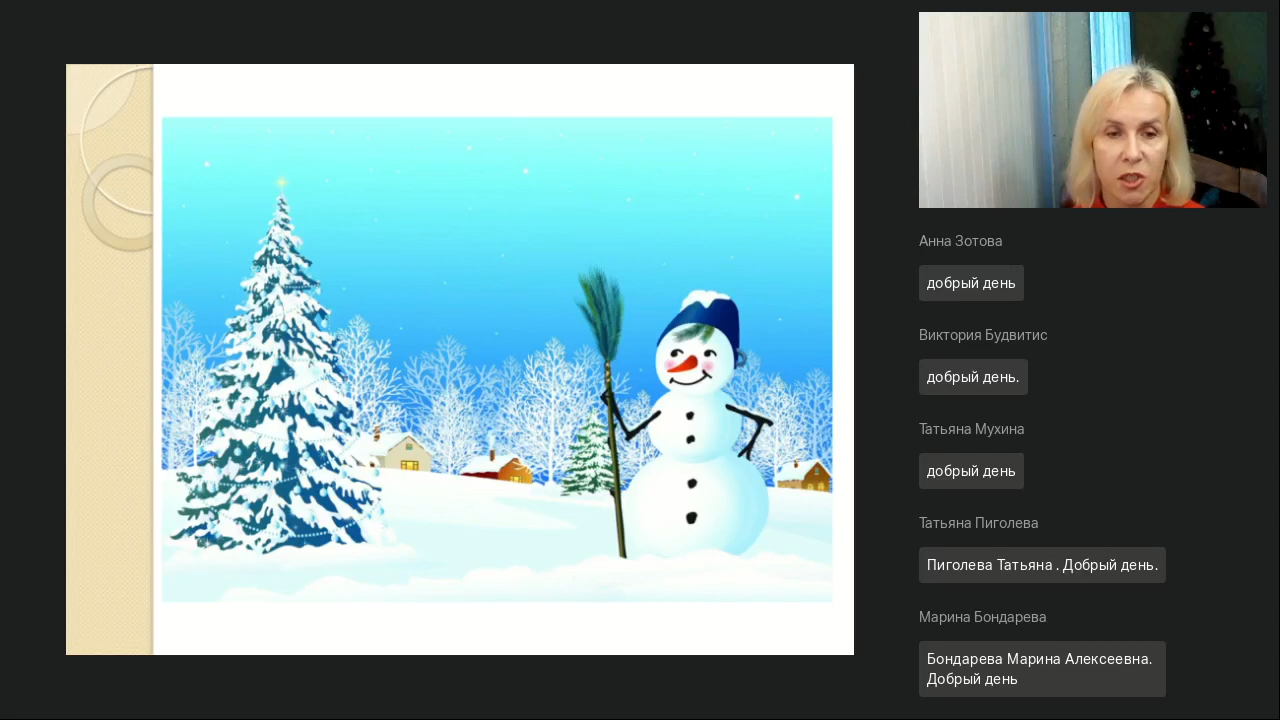 Анна Зотова
добрый день
Виктория Будвитис
добрый день.
Татьяна Мухина
добрый день
Татьяна Пиголева
Пиголева Татьяна . Добрый день.
Марина Бондарева
Бондарева Марина Алексеевна.
Добрый день